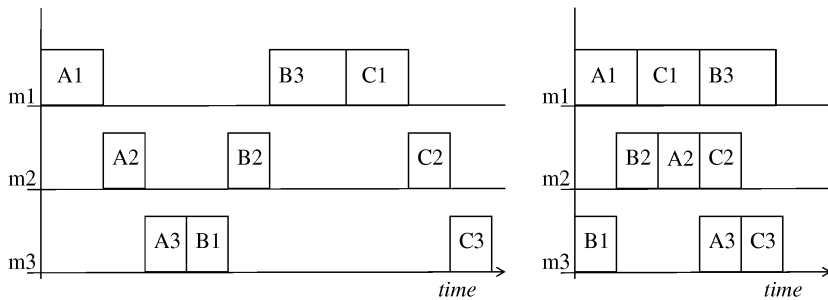 A1 B3 C1 A1 C1 B3
m1 m1
A2 B2 C2 B2 A2 C2
m2 m2
A3 B1 C3 B1 A3 C3
m3 m3
time time